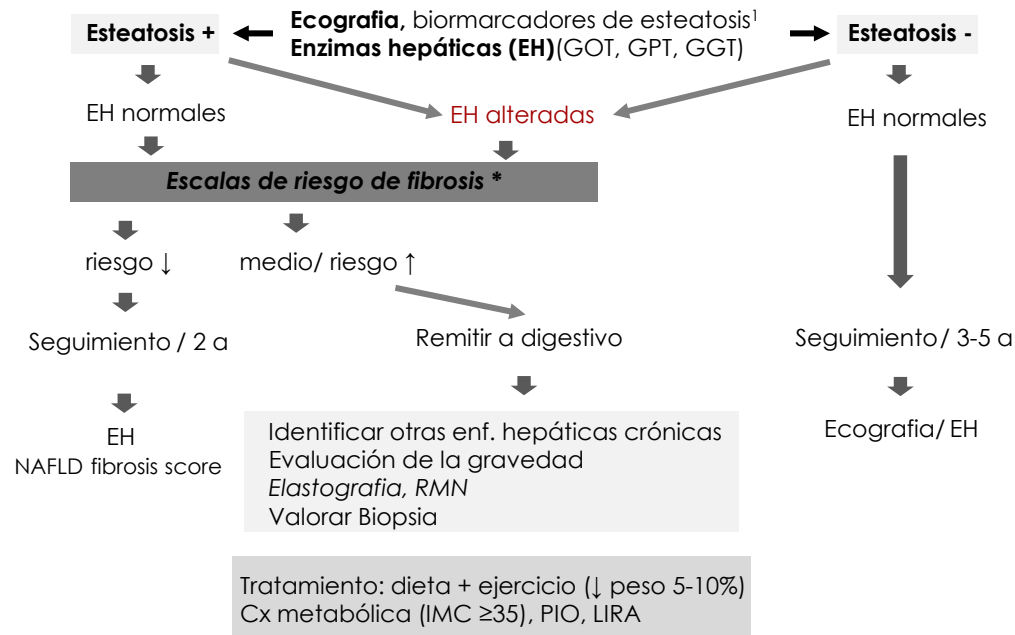 Ecografia, biomarcadores de esteatosis1
Enzimas hepáticas (EH)(GOT, GPT, GGT)
Esteatosis +
Esteatosis -
EH normales
EH alteradas
EH normales
Escalas de riesgo de fibrosis *
riesgo ↓
medio/ riesgo ↑
Seguimiento / 2 a
Remitir a digestivo
Seguimiento/ 3-5 a
EH
NAFLD fibrosis score
Identificar otras enf. hepáticas crónicas
Evaluación de la gravedad
Elastografia, RMN
Valorar Biopsia
Ecografia/ EH
Tratamiento: dieta + ejercicio (↓ peso 5-10%)
Cx metabólica (IMC ≥35), PIO, LIRA